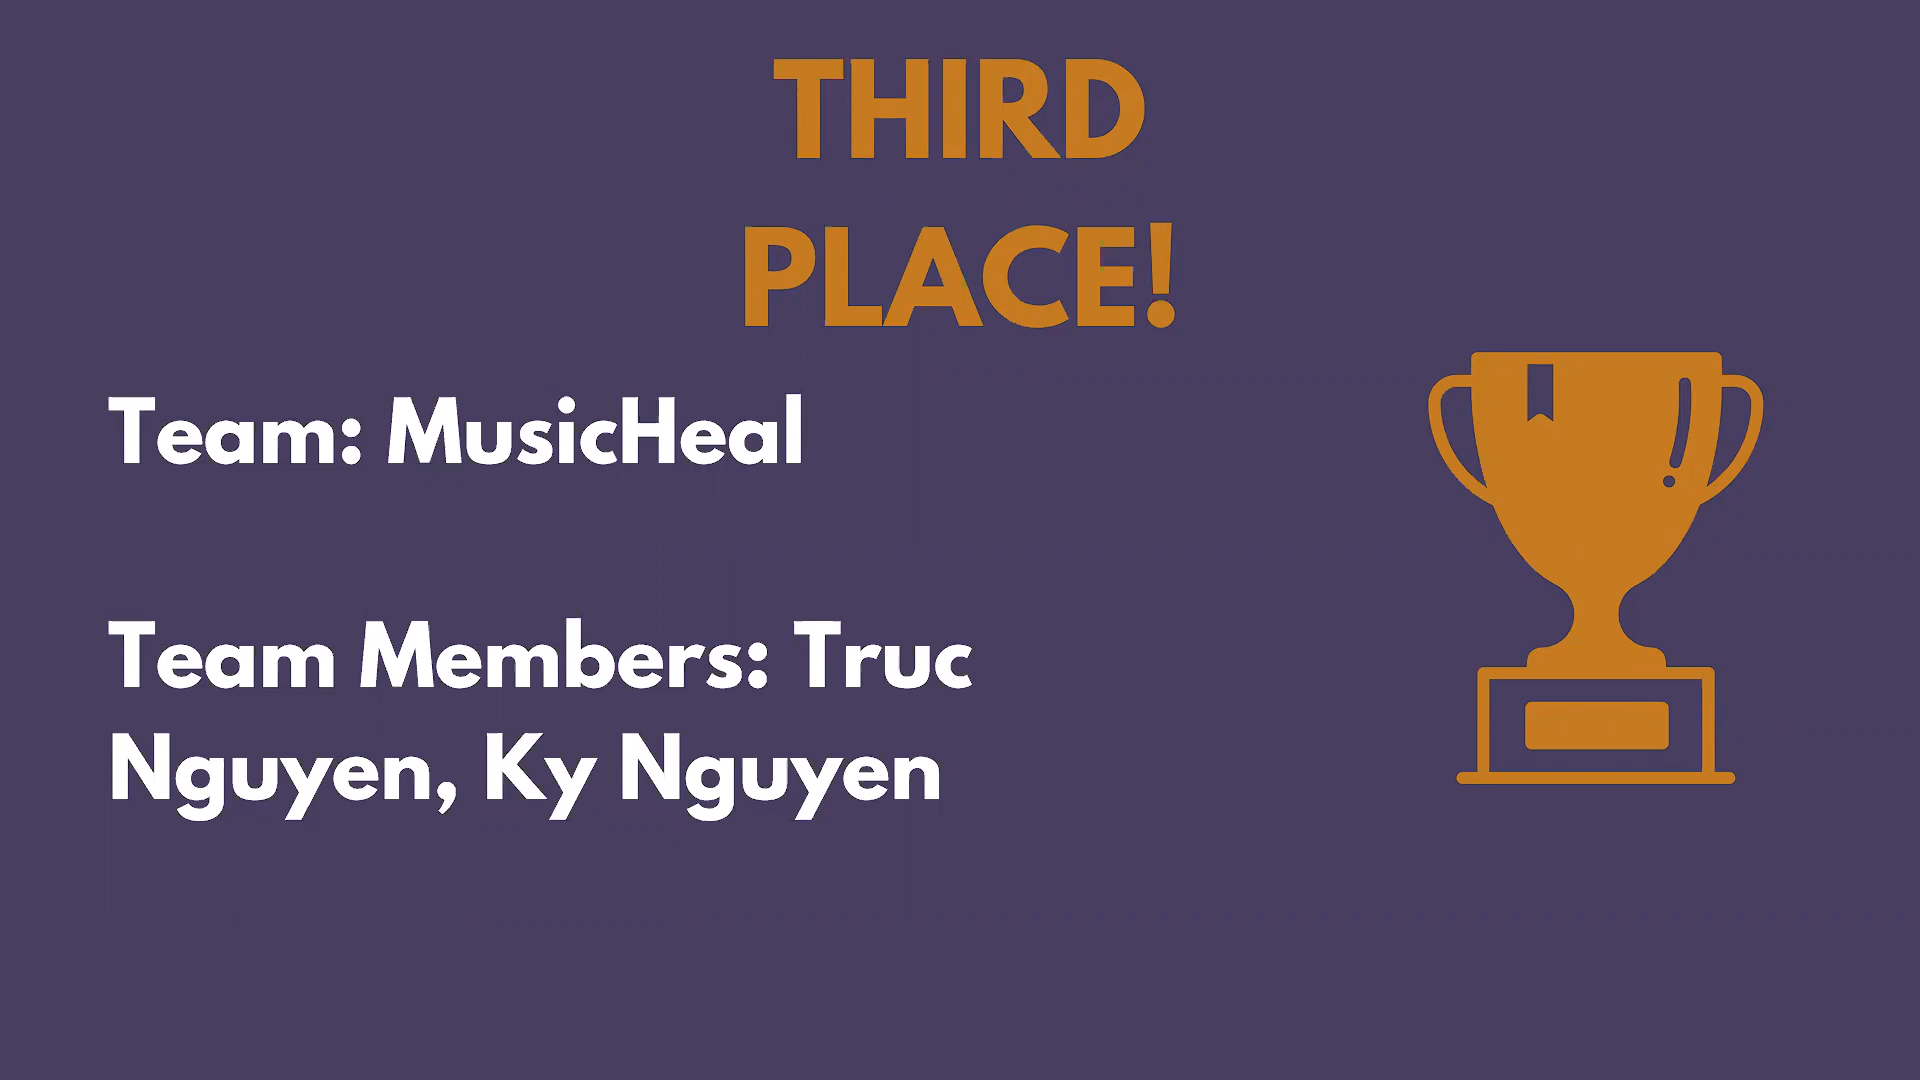 THIRD
PLACE!
Team: MusicHeal
Team Members: Truc
Nguyen, Ky Nguyen